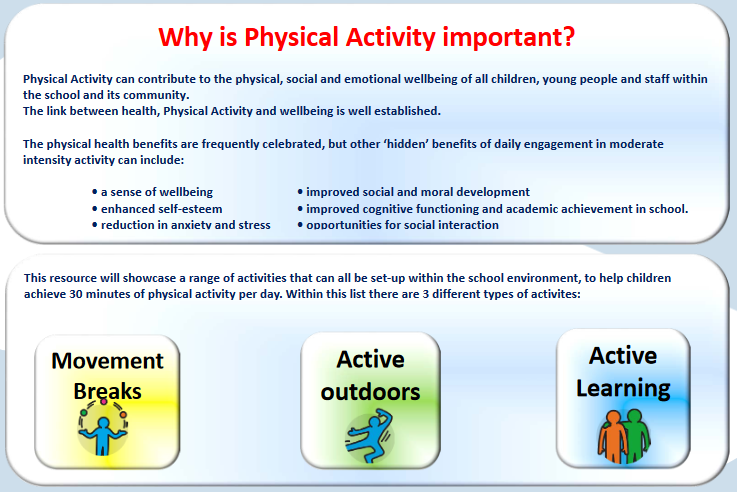 Why is Physical Activity important?
Physical Activity can contribute to the physical, social and emotional wellbeing of all children, young people and staff within
the school and its community.
The link between health, Physical Activity and wellbeing is well established.
The physical health benefits are frequently celebrated, but other ‘hidden’ benefits of daily engagement in moderate
intensity activity can include:
• a sense of wellbeing
• enhanced self-esteem
• reduction in anxiety and stress
• improved social and moral development
• improved cognitive functioning and academic achievement in school.
• opportunities for social interaction
This resource will showcase a range of activities that can all be set-up within the school environment, to help children
achieve 30 minutes of physical activity per day. Within this list there are 3 different types of activites:
Movement
Breaks
Active
outdoors
Active
Learning